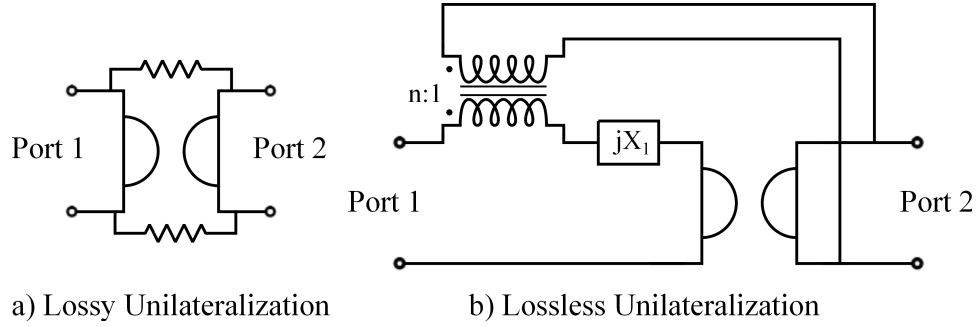 n:1
jX₁
Port 1
Port 2
Port 1
Port 2
a) Lossy Unilateralization
b) Lossless Unilateralization